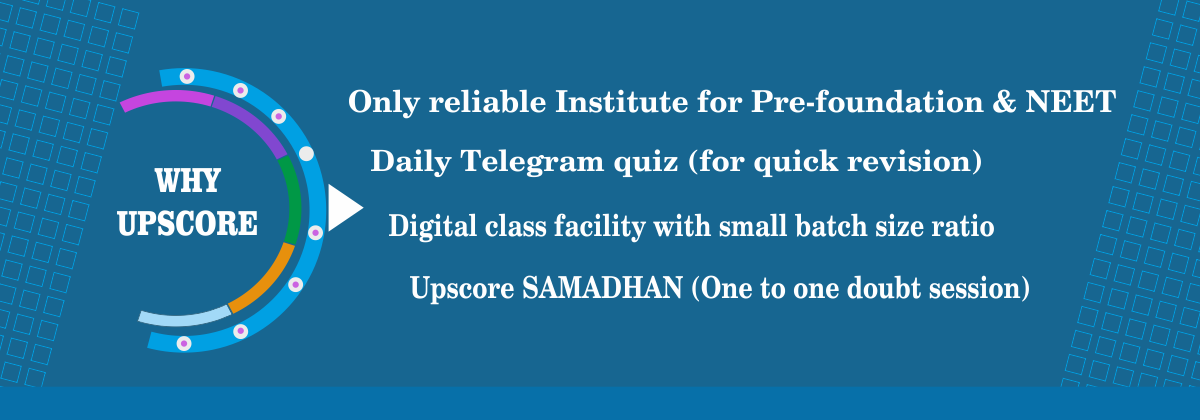 WHY
UPSCORE
Only reliable Institute for Pre-foundation & NEET
Daily Telegram quiz (for quick revision)
Digital class facility with small batch size ratio
Upscore SAMADHAN (One to one doubt session)